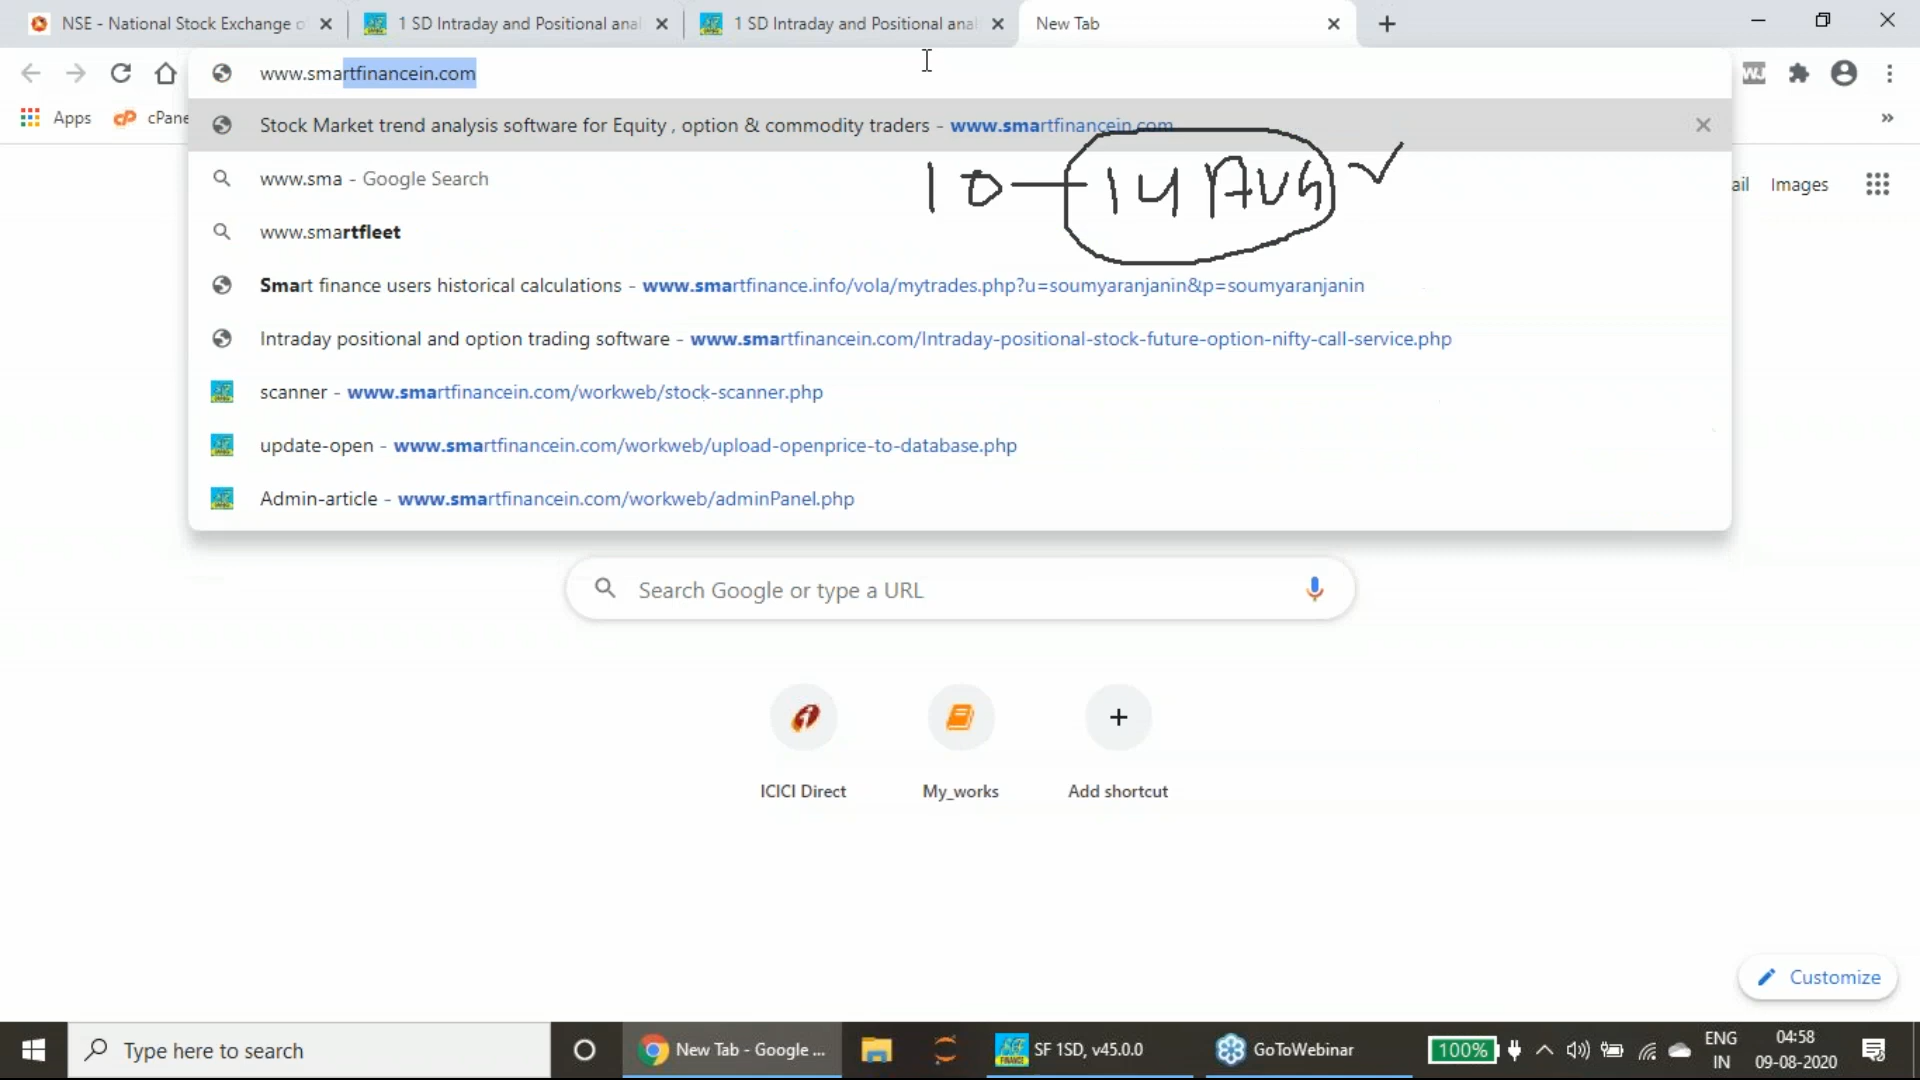 NSE - National Stock Exchange o
1 SD Intraday and Positional anal
1 SD Intraday and Positional anal
New Tab
www.smartfinancein.com
WJ
Apps
cPane
Stock Market trend analysis software for Equity , option & commodity traders - www.smartfinancein.com
10 - 14 AUG
www.sma - Google Search
ail
Images
www.smartfleet
Smart finance users historical calculations - www.smartfinance.info/vola/mytrades.php?u=soumyaranjanin&p=soumyaranjanin
Intraday positional and option trading software - www.smartfinancein.com/Intraday-positional-stock-future-option-nifty-call-service.php
scanner - www.smartfinancein.com/workweb/stock-scanner.php
update-open - www.smartfinancein.com/workweb/upload-openprice-to-database.php
Admin-article - www.smartfinancein.com/workweb/adminPanel.php
Search Google or type a URL
ICICI Direct
My_works
Add shortcut
Customize
Type here to search
New Tab - Google ...
SF 1SD, v45.0.0
GoToWebinar
100%
ENG
IN
04:58
09-08-2020